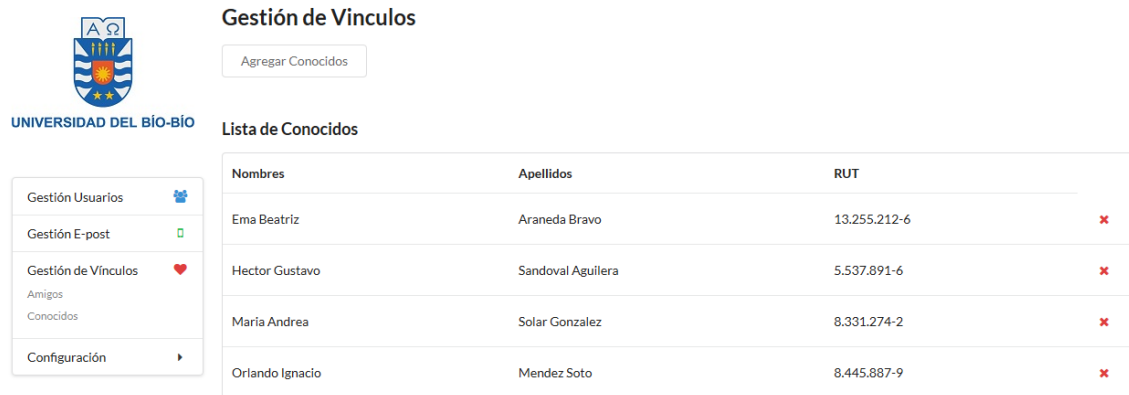 ΑΩ
UNIVERSIDAD DEL BÍO-BÍO
Gestión Usuarios
Gestión E-post
Gestión de Vínculos
Amigos
Conocidos
Configuración
Gestión de Vinculos
Agregar Conocidos
Lista de Conocidos
Nombres Apellidos RUT
Ema Beatriz Araneda Bravo 13.255.212-6
Hector Gustavo Sandoval Aguilera 5.537.891-6
Maria Andrea Solar Gonzalez 8.331.274-2
Orlando Ignacio Mendez Soto 8.445.887-9